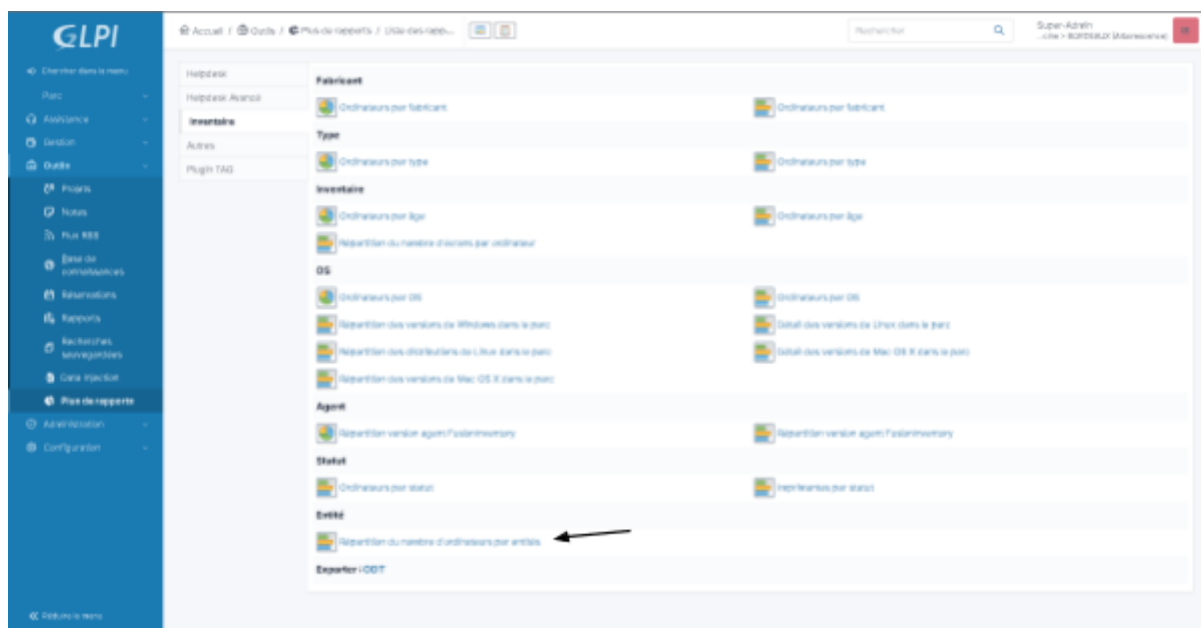 GLPI
Accueil / Outils / Plus de rapports / Liste des rapp...
Rechercher
Super-Admin
BORDEAUX (Arborescence)
Chercher dans le menu
Parc
Assistance
Gestion
Outils
Projets
Notes
Flux RSS
Base de connaissances
Réservations
Rapports
Recherches sauvegardées
Data Injection
Plus de rapports
Administration
Configuration
Réduire le menu
Helpdesk
Helpdesk Avancé
Inventaire
Autres
Plugin TAG
Fabricant
Ordinateurs par fabricant
Ordinateurs par fabricant
Type
Ordinateurs par type
Ordinateurs par type
Inventaire
Ordinateurs par âge
Ordinateurs par âge
Répartition du nombre d'écrans par ordinateur
OS
Ordinateurs par OS
Ordinateurs par OS
Répartition des versions de Windows dans le parc
Détail des versions de Linux dans le parc
Répartition des distributions de Linux dans le parc
Détail des versions de Mac OS X dans le parc
Répartition des versions de Mac OS X dans le parc
Agent
Répartition version agent FusionInventory
Répartition version agent FusionInventory
Statut
Ordinateurs par statut
Imprimantes par statut
Entité
Répartition du nombre d'ordinateurs par entités
Exporter : ODT